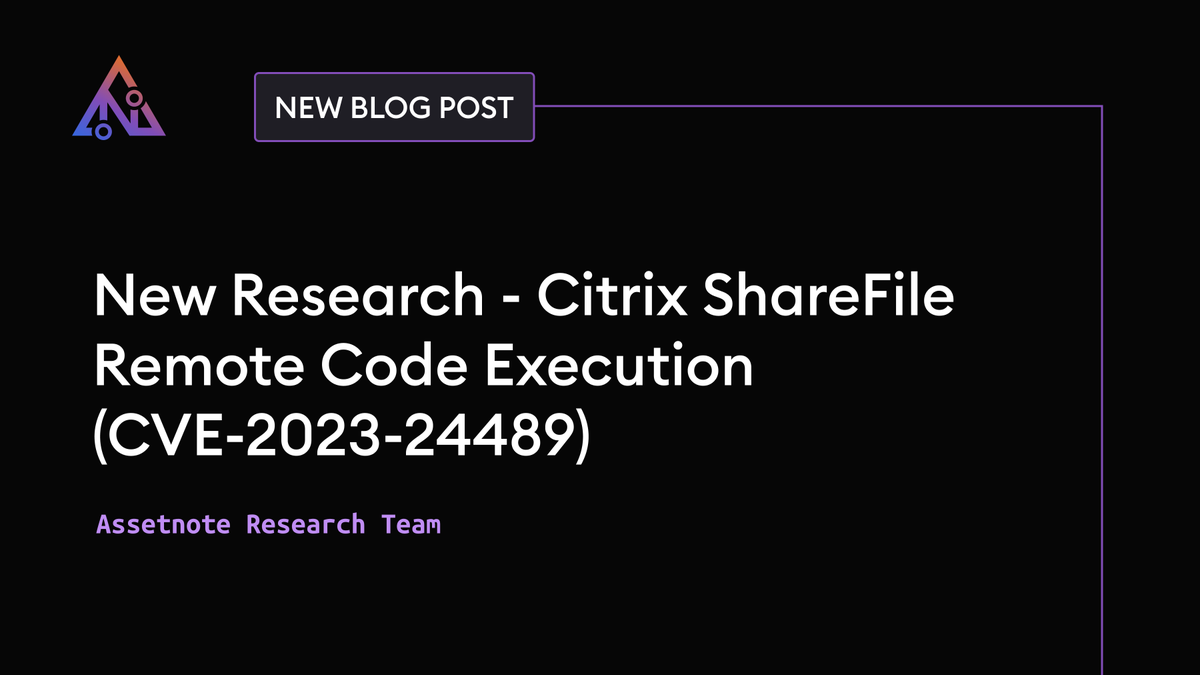 NEW BLOG POST
New Research - Citrix ShareFile
Remote Code Execution
(CVE-2023-24489)
Assetnote Research Team